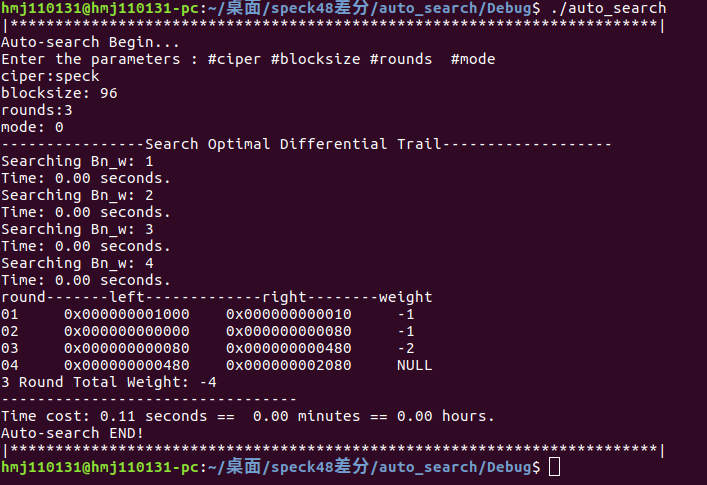 hmj110131@hmj110131-pc:~/桌面/speck48差分/auto_search/Debug$ ./auto_search
|*************************************************************************|
Auto-search Begin...
Enter the parameters : #ciper #blocksize #rounds  #mode
ciper:speck
blocksize: 96
rounds:3
mode: 0
----------------Search Optimal Differential Trail-------------------
Searching Bn_w: 1
Time: 0.00 seconds.
Searching Bn_w: 2
Time: 0.00 seconds.
Searching Bn_w: 3
Time: 0.00 seconds.
Searching Bn_w: 4
Time: 0.00 seconds.
round-------left-------------right--------weight
01     0x000000001000    0x000000000010     -1
02     0x000000000000    0x000000000080     -1
03     0x000000000080    0x000000000480     -2
04     0x000000000480    0x000000002080     NULL
3 Round Total Weight: -4
---------------------------------
Time cost: 0.11 seconds ==  0.00 minutes == 0.00 hours.
Auto-search END!
|*************************************************************************|
hmj110131@hmj110131-pc:~/桌面/speck48差分/auto_search/Debug$